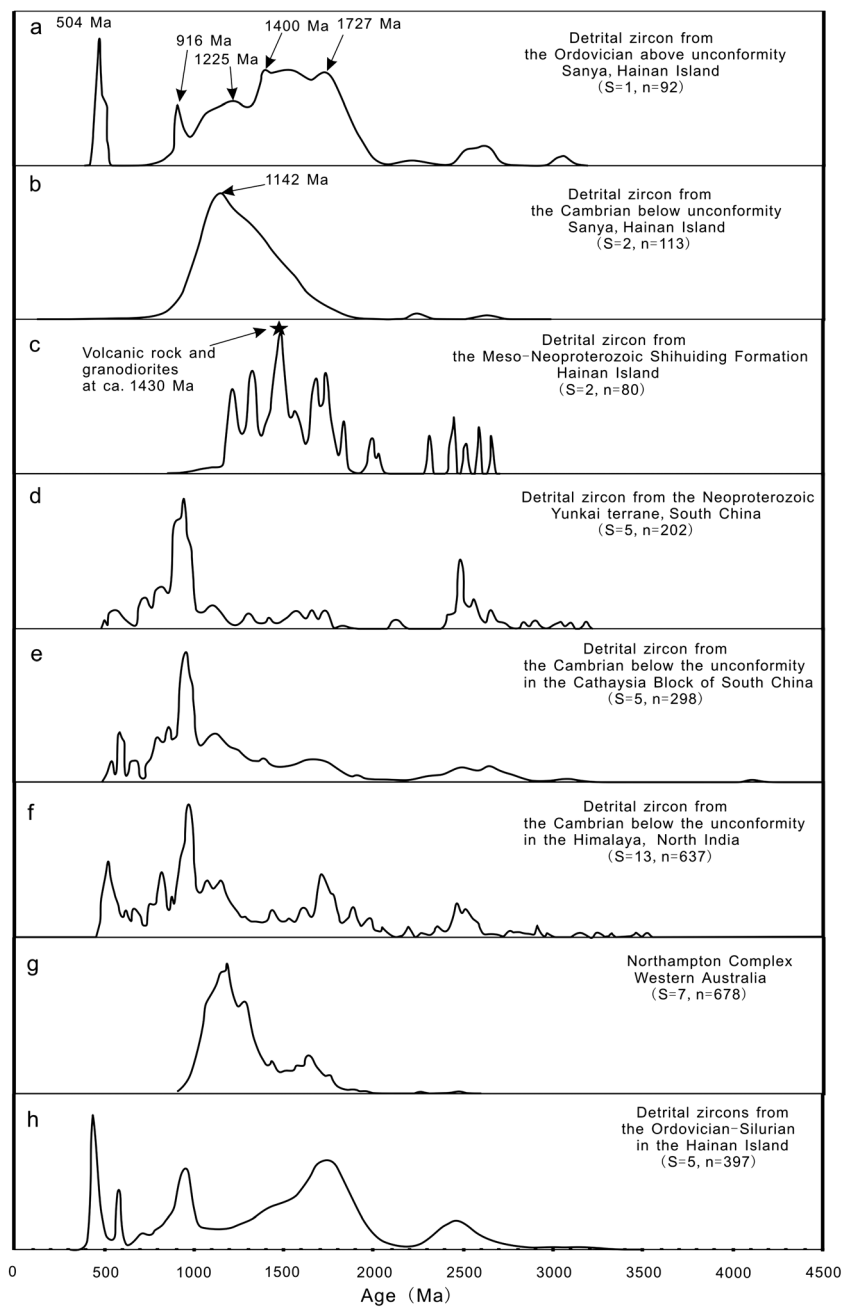 a
504 Ma
916 Ma
1225 Ma
1400 Ma
1727 Ma
Detrital zircon from
the Ordovician above unconformity
Sanya, Hainan Island
(S=1, n=92)
b
1142 Ma
Detrital zircon from
the Cambrian below unconformity
Sanya, Hainan Island
(S=2, n=113)
c
Volcanic rock and
granodiorites
at ca. 1430 Ma
Detrital zircon from
the Meso-Neoproterozoic Shihuiding Formation
Hainan Island
(S=2, n=80)
d
Detrital zircon from the Neoproterozoic
Yunkai terrane, South China
(S=5, n=202)
e
Detrital zircon from
the Cambrian below the unconformity
in the Cathaysia Block of South China
(S=5, n=298)
f
Detrital zircon from
the Cambrian below the unconformity
in the Himalaya, North India
(S=13, n=637)
g
Northampton Complex
Western Australia
(S=7, n=678)
h
Detrital zircons from
the Ordovician-Silurian
in the Hainan Island
(S=5, n=397)
0 500 1000 1500 2000 2500 3000 3500 4000 4500
Age (Ma)